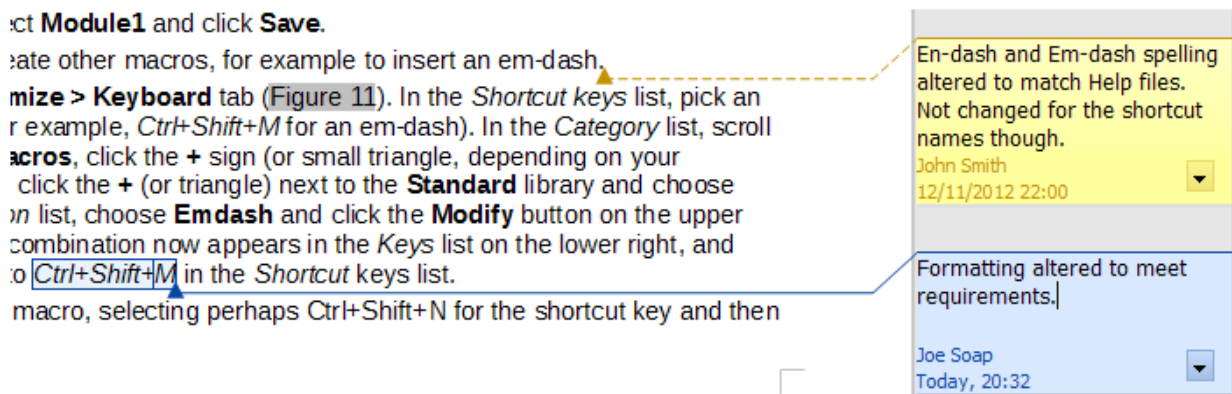 ect Module1 and click Save.
eate other macros, for example to insert an em-dash.
mize > Keyboard tab (Figure 11). In the Shortcut keys list, pick an
r example, Ctrl+Shift+M for an em-dash). In the Category list, scroll
acros, click the + sign (or small triangle, depending on your
click the + (or triangle) next to the Standard library and choose
on list, choose Emdash and click the Modify button on the upper
combination now appears in the Keys list on the lower right, and
to Ctrl+Shift+M in the Shortcut keys list.
macro, selecting perhaps Ctrl+Shift+N for the shortcut key and then
En-dash and Em-dash spelling
altered to match Help files.
Not changed for the shortcut
names though.
John Smith
12/11/2012 22:00
Formatting altered to meet
requirements.
Joe Soap
Today, 20:32